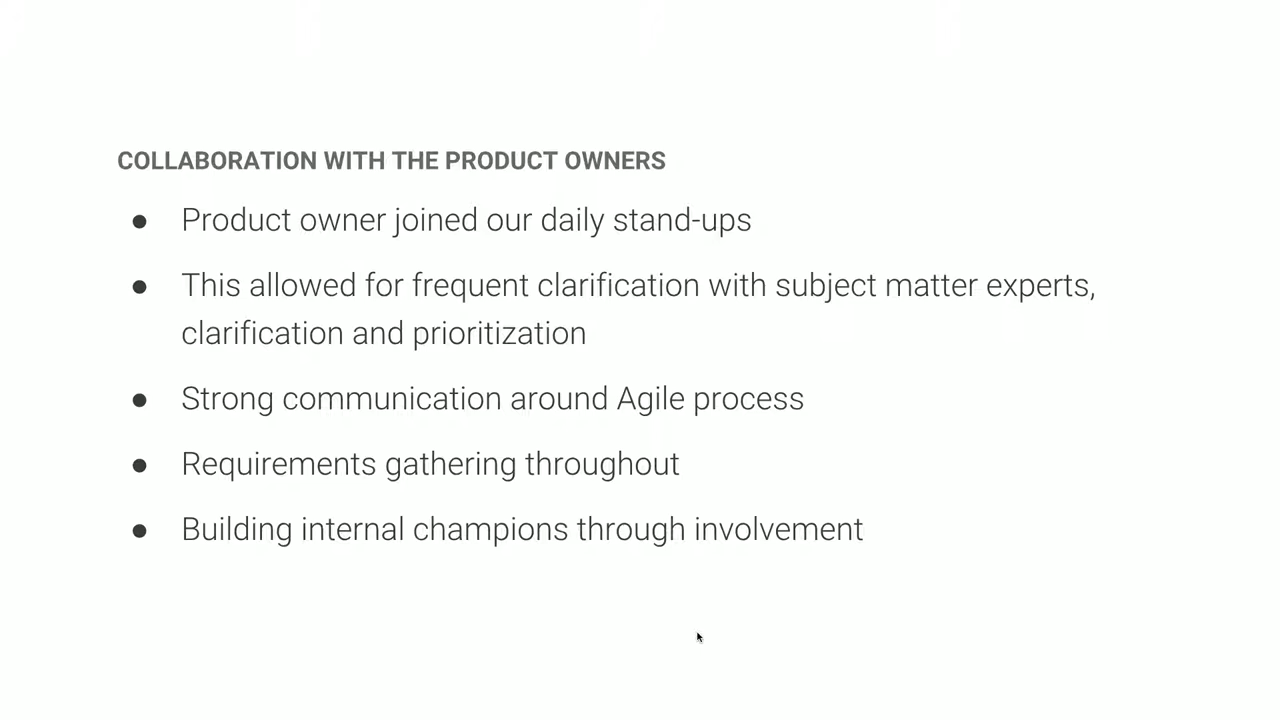 COLLABORATION WITH THE PRODUCT OWNERS
● Product owner joined our daily stand-ups
● This allowed for frequent clarification with subject matter experts,
clarification and prioritization
● Strong communication around Agile process
● Requirements gathering throughout
● Building internal champions through involvement